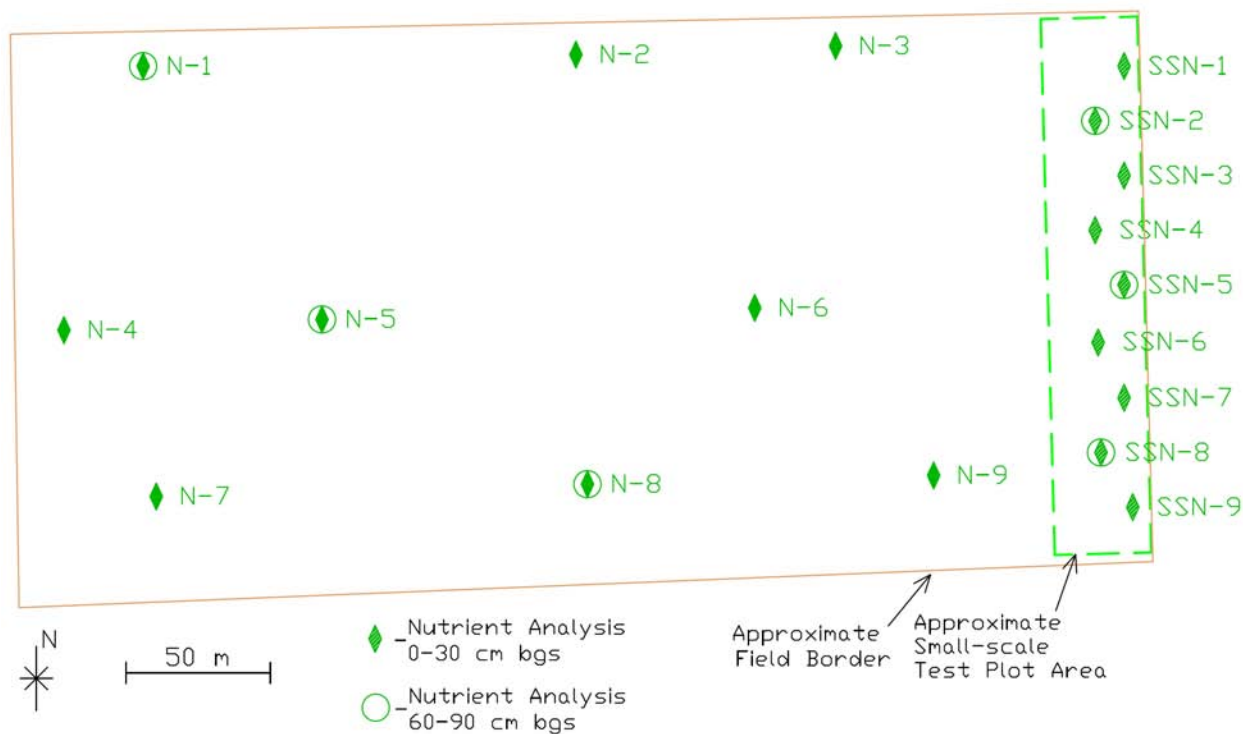 N-1
N-2
N-3
SSN-1
SSN-2
SSN-3
SSN-4
SSN-5
N-4
N-5
N-6
SSN-6
SSN-7
SSN-8
N-7
N-8
N-9
SSN-9
N
50 m
-Nutrient Analysis
0-30 cm bgs
-Nutrient Analysis
60-90 cm bgs
Approximate
Field Border
Approximate
Small-scale
Test Plot Area